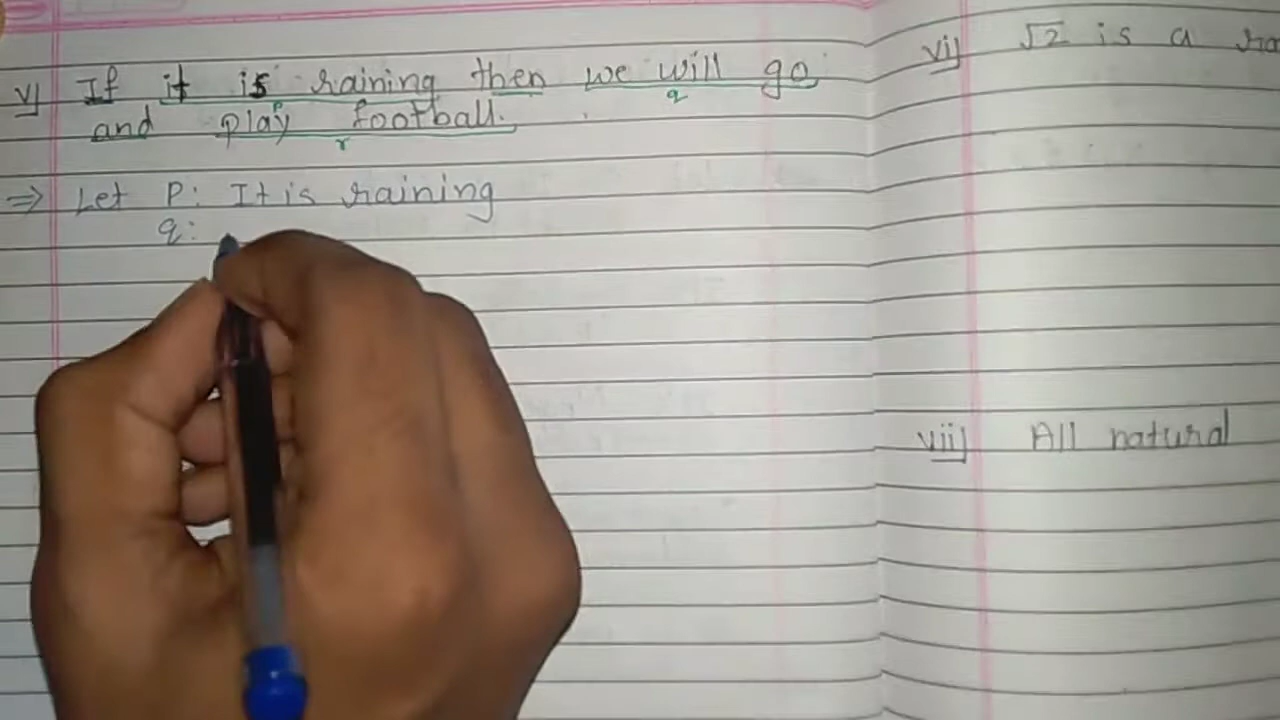 v) If it is raining then we will go
p q
and play football.
r
⇒ Let P: It is raining
q:
vi) √2 is a
vii) All natural